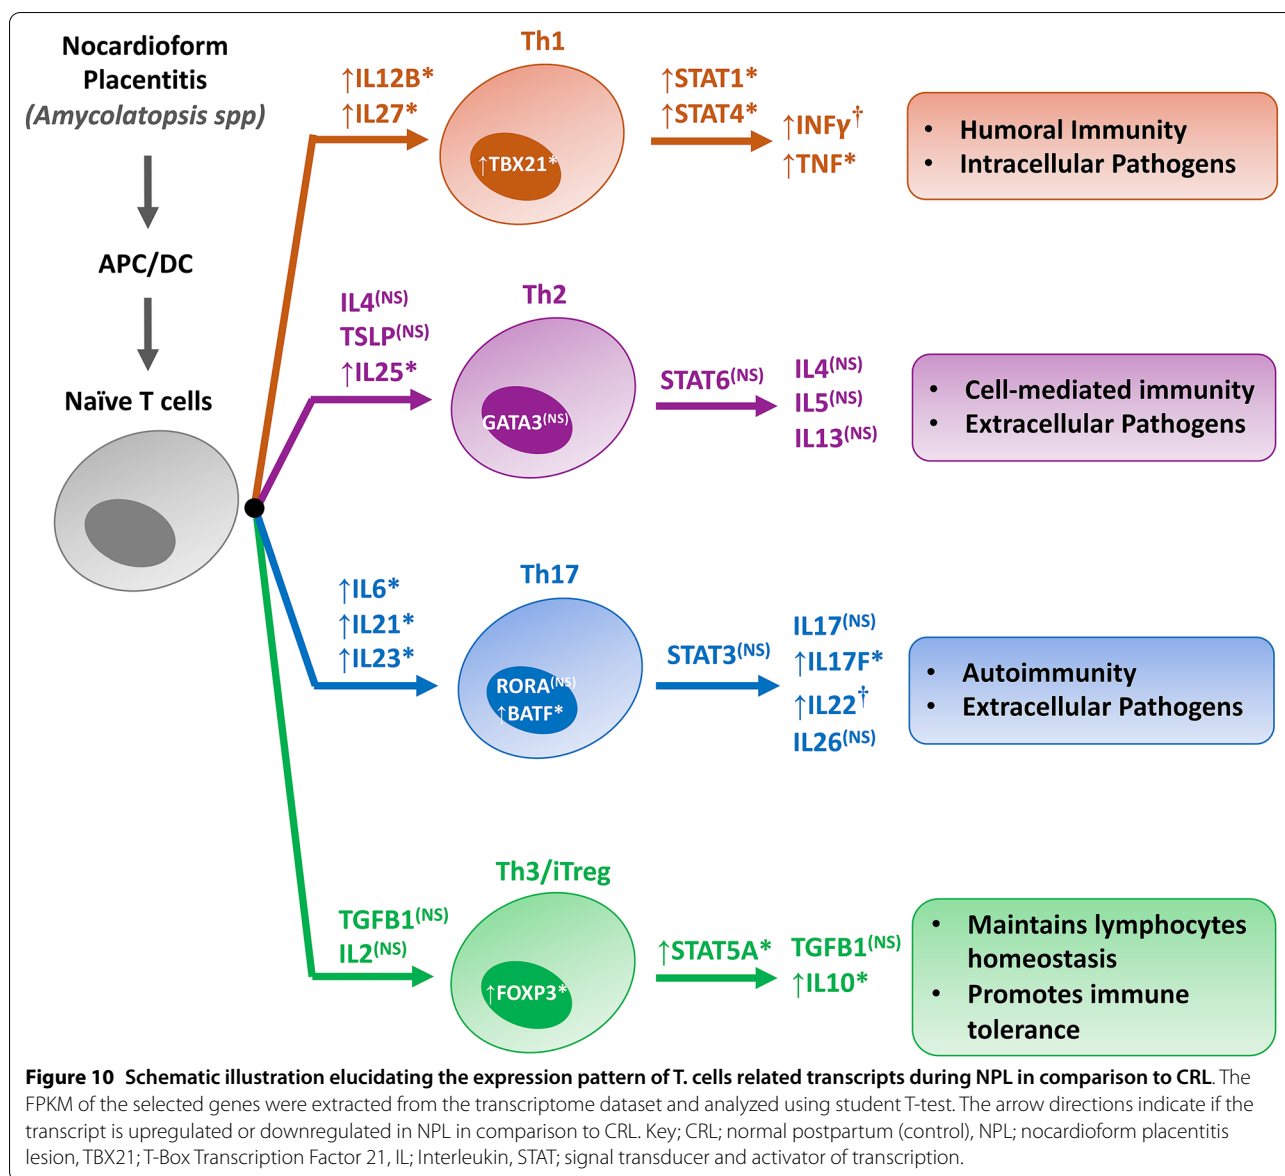 Nocardioform
Placentitis
(Amycolatopsis spp)
APC/DC
Naïve T cells
↑IL12B*
↑IL27*
Th1
↑TBX21*
↑STAT1*
↑STAT4*
↑INFγ†
↑TNF*
• Humoral Immunity
• Intracellular Pathogens
IL4(NS)
TSLP(NS)
↑IL25*
Th2
GATA3(NS)
STAT6(NS)
IL4(NS)
IL5(NS)
IL13(NS)
• Cell-mediated immunity
• Extracellular Pathogens
↑IL6*
↑IL21*
↑IL23*
Th17
RORA(NS)
↑BATF*
STAT3(NS)
IL17(NS)
↑IL17F*
↑IL22†
IL26(NS)
• Autoimmunity
• Extracellular Pathogens
TGFB1(NS)
IL2(NS)
Th3/iTreg
↑FOXP3*
↑STAT5A*
TGFB1(NS)
↑IL10*
• Maintains lymphocytes
homeostasis
• Promotes immune
tolerance
Figure 10 Schematic illustration elucidating the expression pattern of T. cells related transcripts during NPL in comparison to CRL. The
FPKM of the selected genes were extracted from the transcriptome dataset and analyzed using student T-test. The arrow directions indicate if the
transcript is upregulated or downregulated in NPL in comparison to CRL. Key; CRL; normal postpartum (control), NPL; nocardioform placentitis
lesion, TBX21; T-Box Transcription Factor 21, IL; Interleukin, STAT; signal transducer and activator of transcription.